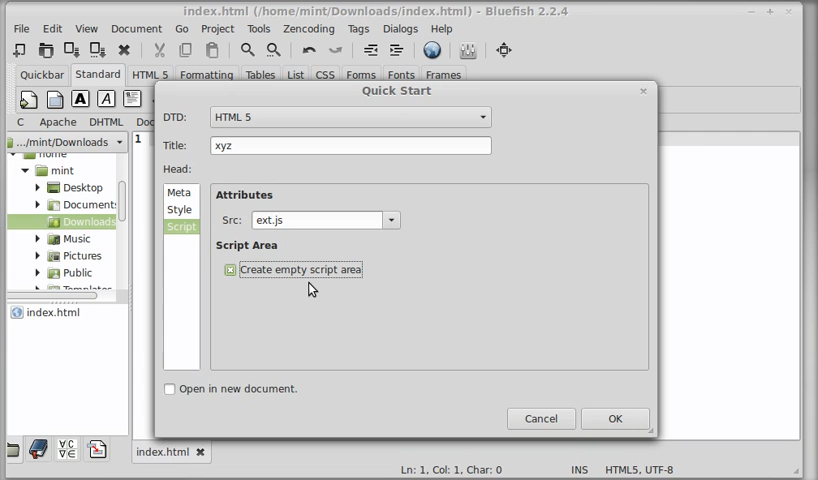 index.html (/home/mint/Downloads/index.html) - Bluefish 2.2.4
File Edit View Document Go Project Tools Encoding Tags Dialogs Help
Quickbar Standard HTML 5 Formatting Tables List CSS Forms Fonts Frames
C Apache DHTML Doc
.../mint/Downloads
home
mint
Desktop
Documents
Downloads
Music
Pictures
Public
Templates
index.html
1
Quick Start
DTD: HTML 5
Title: xyz
Head:
Meta
Style
Script
Attributes
Src: ext.js
Script Area
Create empty script area
Open in new document.
Cancel OK
index.html
Ln: 1, Col: 1, Char: 0 INS HTML5, UTF-8